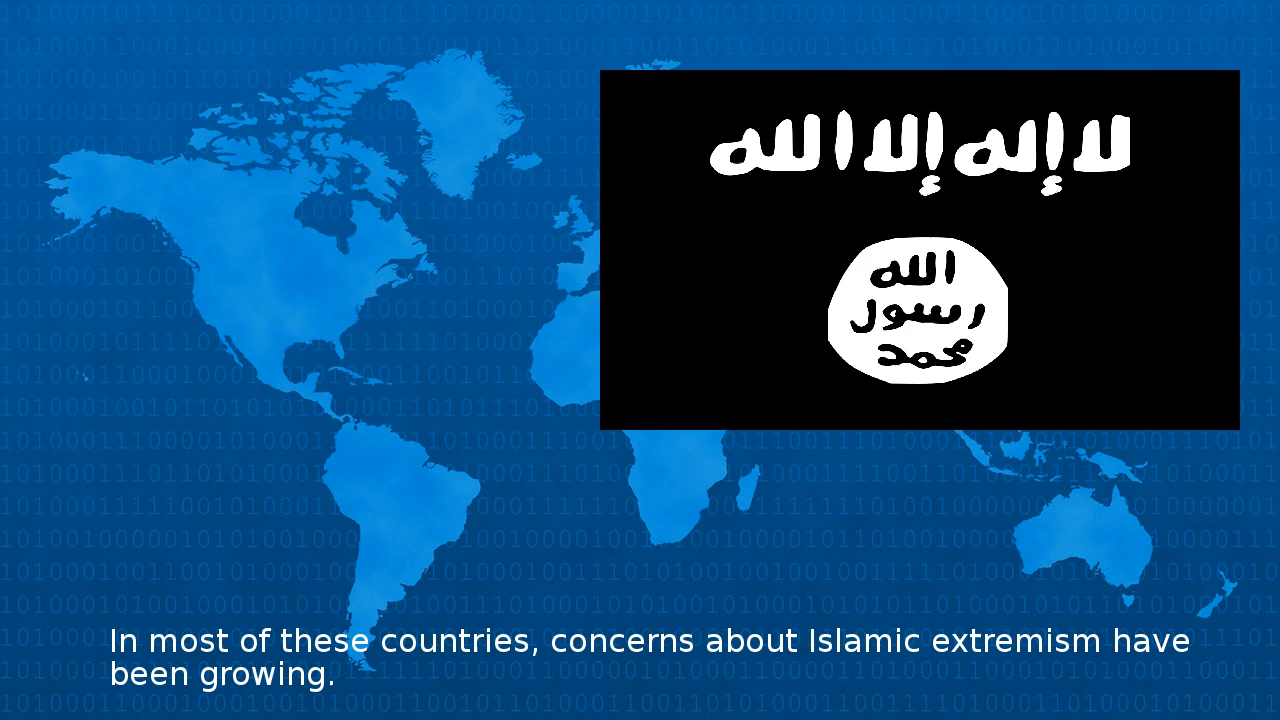 لا إله إلا الله
الله
رسول
محمد
In most of these countries, concerns about Islamic extremism have
been growing.